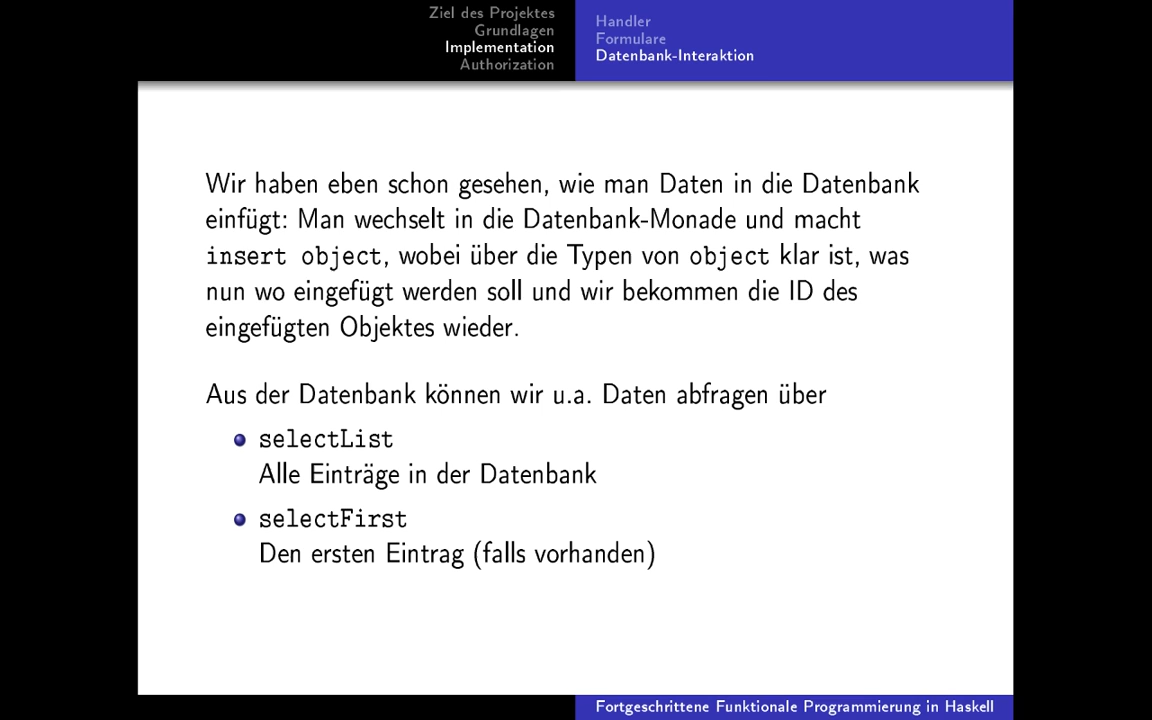 Ziel des Projektes
Grundlagen
Implementation
Authorization
Handler
Formulare
Datenbank-Interaktion
Wir haben eben schon gesehen, wie man Daten in die Datenbank
einfügt: Man wechselt in die Datenbank-Monade und macht
insert object, wobei über die Typen von object klar ist, was
nun wo eingefügt werden soll und wir bekommen die ID des
eingefügten Objektes wieder.
Aus der Datenbank können wir u.a. Daten abfragen über
selectList
Alle Einträge in der Datenbank
selectFirst
Den ersten Eintrag (falls vorhanden)
Fortgeschrittene Funktionale Programmierung in Haskell